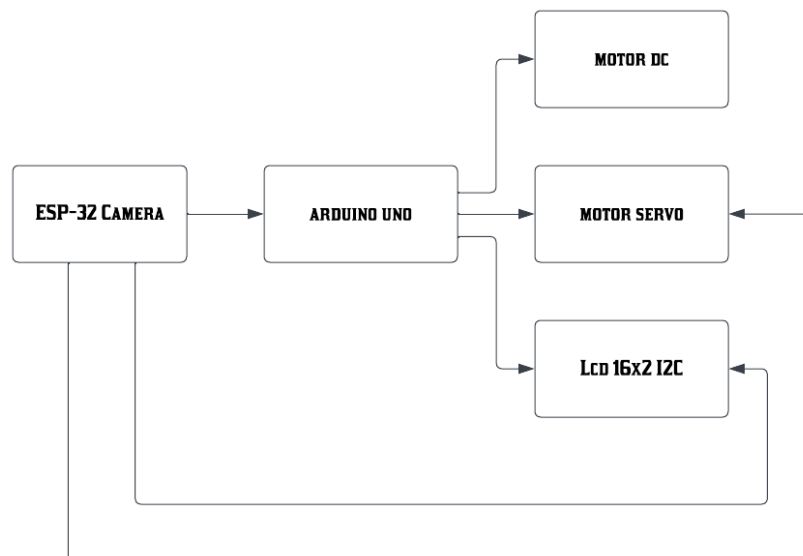 MOTOR DC
ESP-32 CAMERA
ARDUINO UNO
MOTOR SERVO
LCD 16X2 I2C